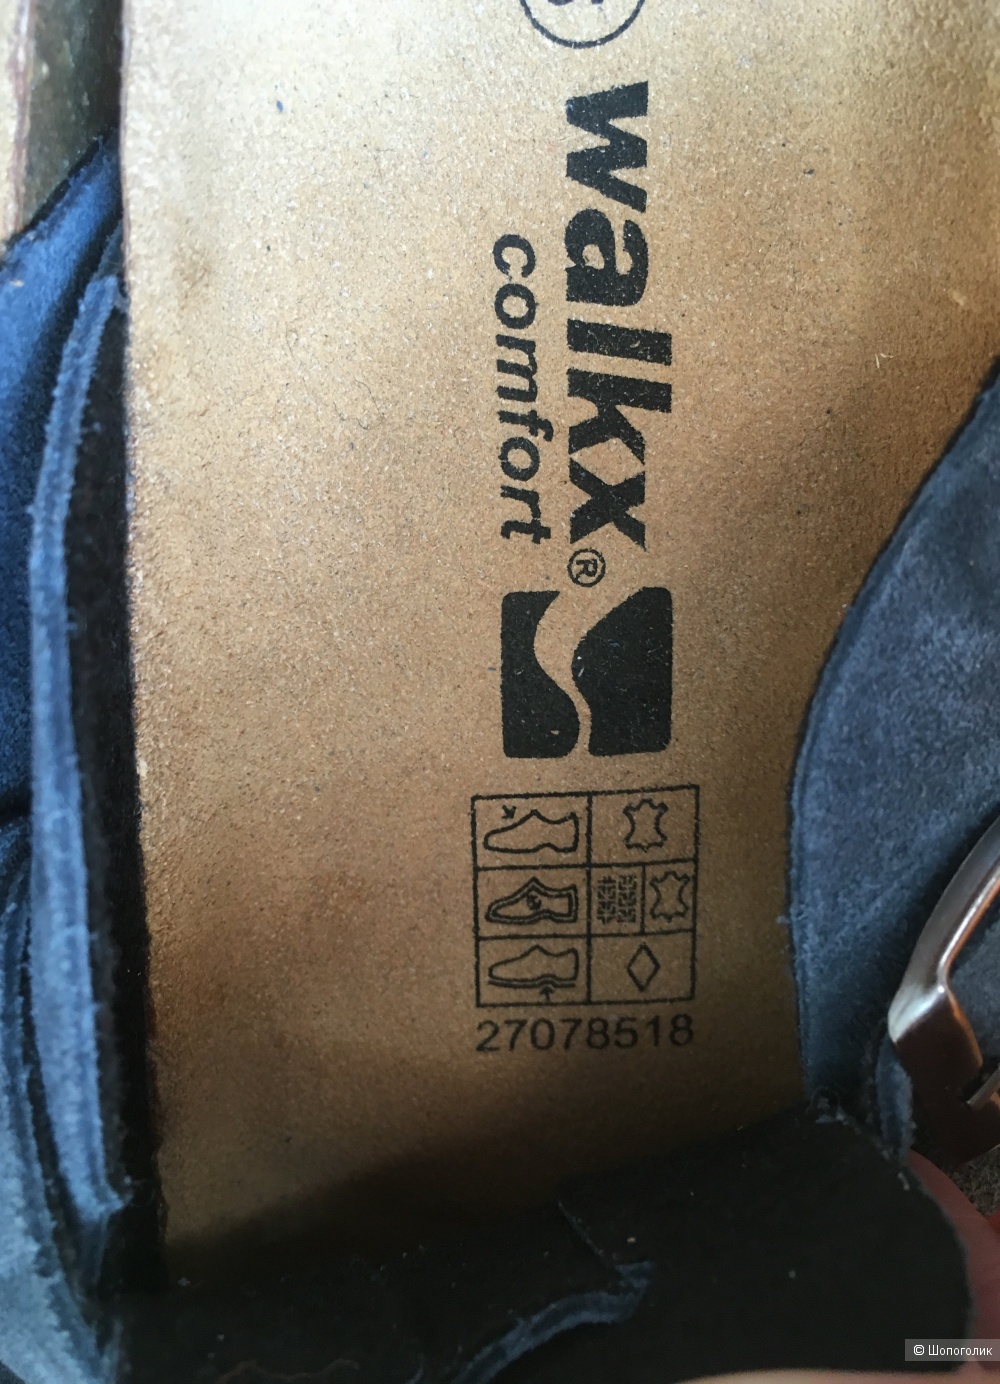 walkx®
comfort
27078518
© Шопоголик